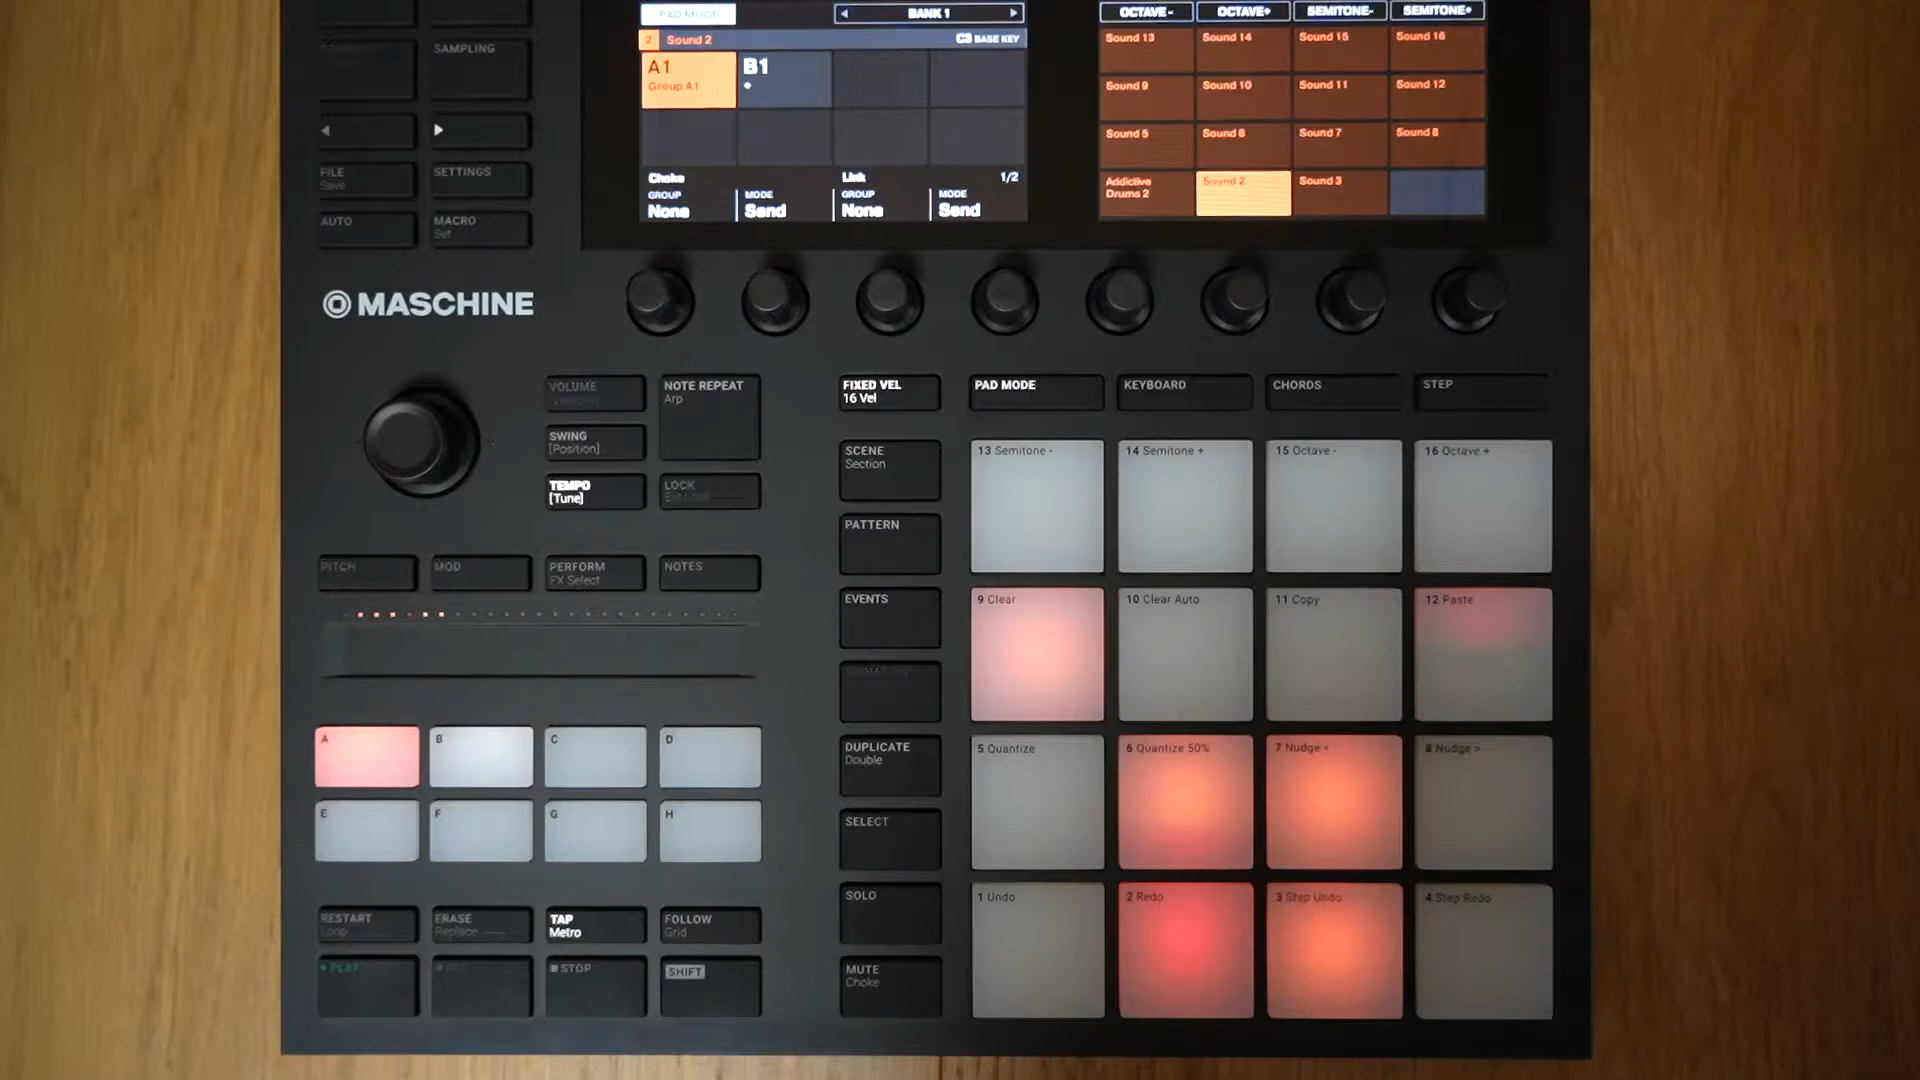 PAD MODE
BANK 1
2 Sound 2
C3 BASE KEY
A1
Group A1
B1
Choke
Link
1/2
GROUP
None
MODE
Send
GROUP
None
MODE
Send
OCTAVE-
OCTAVE+
SEMITONE-
SEMITONE+
Sound 13
Sound 14
Sound 15
Sound 16
Sound 9
Sound 10
Sound 11
Sound 12
Sound 5
Sound 6
Sound 7
Sound 8
Addictive
Drums 2
Sound 2
Sound 3
SAMPLING
FILE
Save
SETTINGS
AUTO
MACRO
Set
MASCHINE
VOLUME
NOTE REPEAT
Arp
SWING
[Position]
TEMPO
[Tune]
LOCK
PITCH
MOD
PERFORM
FX Select
NOTES
A
B
C
D
E
F
G
H
RESTART
Loop
ERASE
Replace
TAP
Metro
FOLLOW
Grid
PLAY
STOP
SHIFT
FIXED VEL
16 Vel
PAD MODE
KEYBOARD
CHORDS
STEP
SCENE
Section
PATTERN
EVENTS
DUPLICATE
Double
SELECT
SOLO
MUTE
Choke
13 Semitone -
14 Semitone +
15 Octave -
16 Octave +
9 Clear
10 Clear Auto
11 Copy
12 Paste
5 Quantize
6 Quantize 50%
7 Nudge <
8 Nudge >
1 Undo
2 Redo
3 Step Undo
4 Step Redo